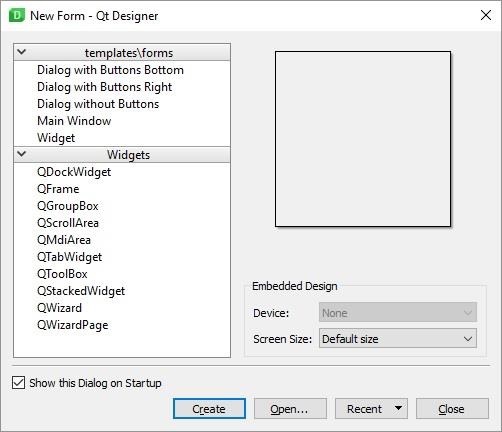 New Form - Qt Designer
templates\forms
Dialog with Buttons Bottom
Dialog with Buttons Right
Dialog without Buttons
Main Window
Widget
Widgets
QDockWidget
QFrame
QGroupBox
QScrollArea
QMdiArea
QTabWidget
QToolBox
QStackedWidget
QWizard
QWizardPage
Embedded Design
Device: None
Screen Size: Default size
Show this Dialog on Startup
Create Open... Recent Close